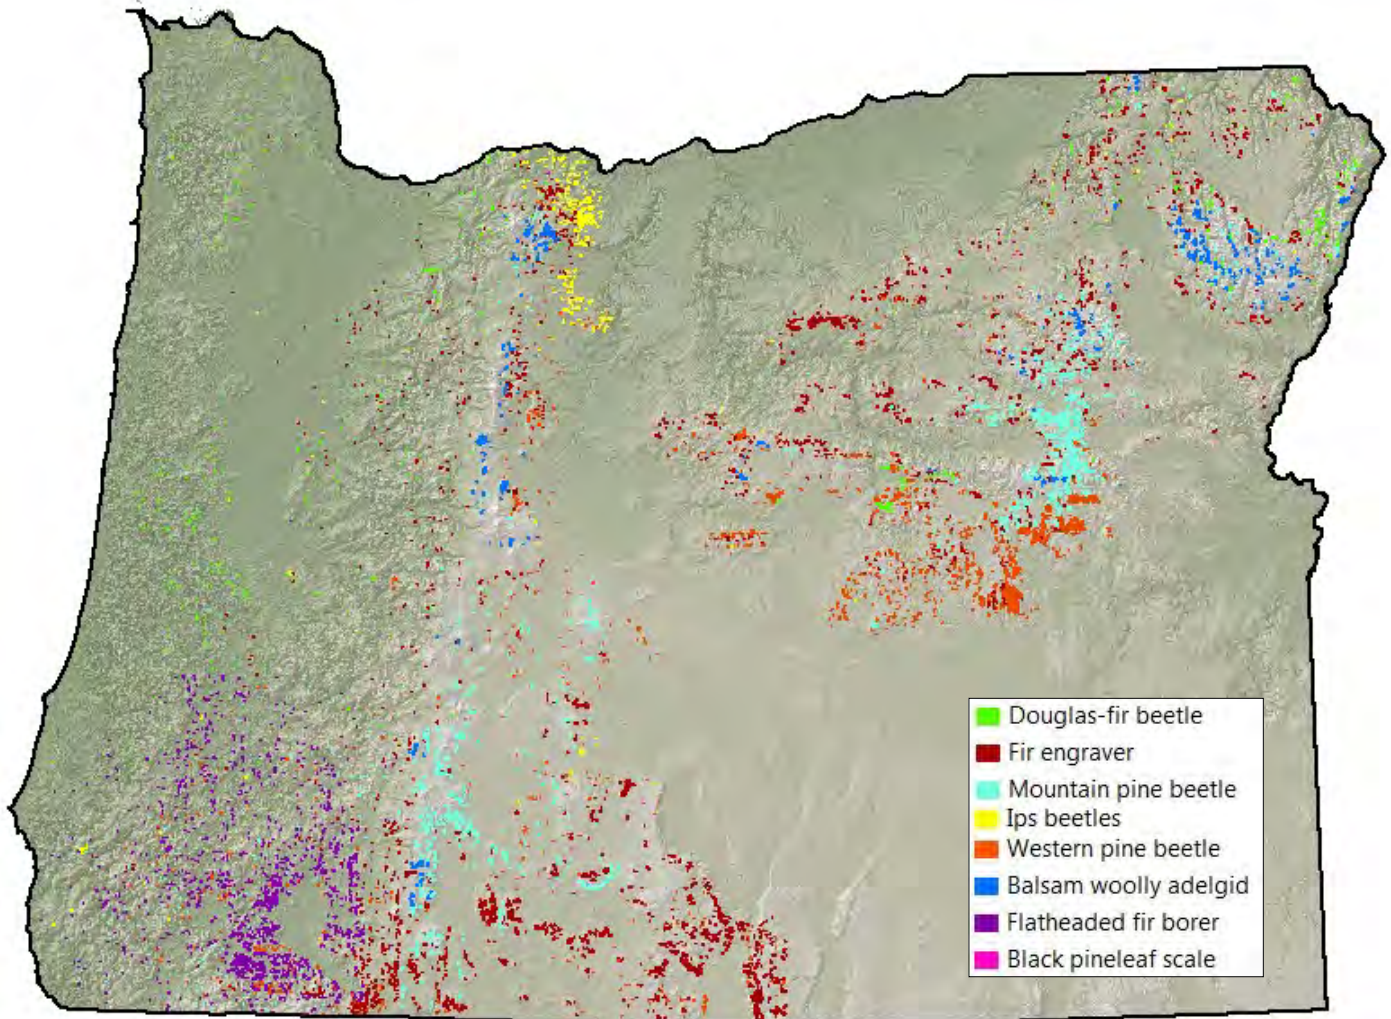 Douglas-fir beetle
Fir engraver
Mountain pine beetle
Ips beetles
Western pine beetle
Balsam woolly adelgid
Flatheaded fir borer
Black pineleaf scale